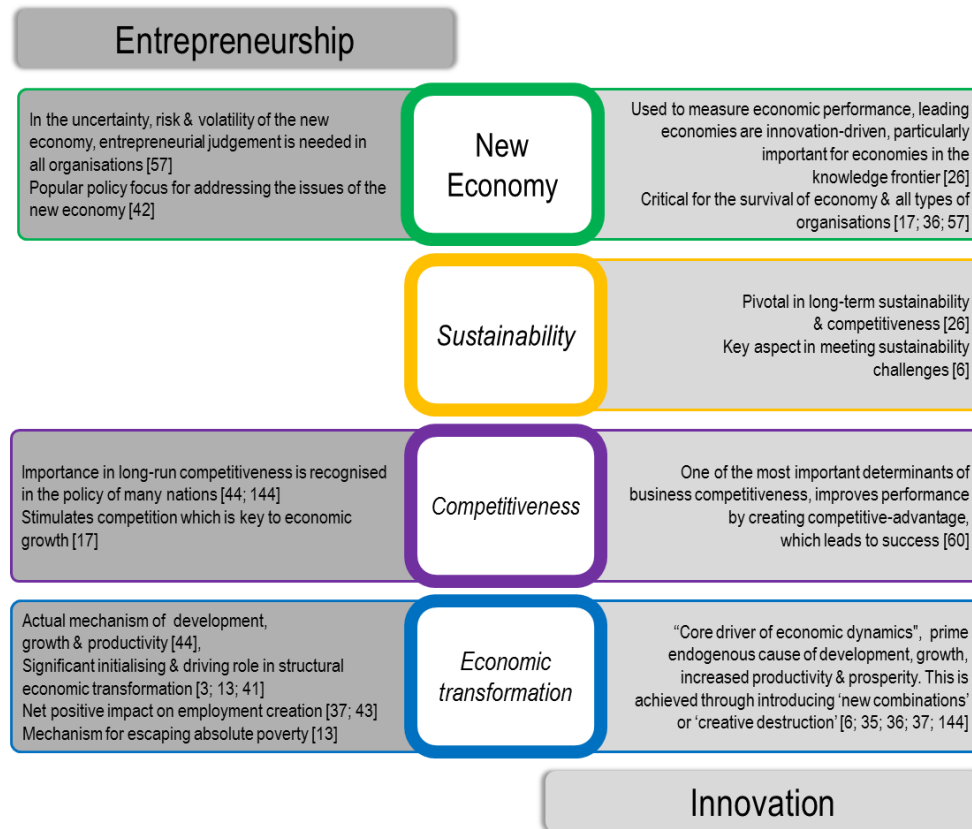 Entrepreneurship
In the uncertainty, risk & volatility of the new
economy, entrepreneurial judgement is needed in
all organisations [57]
Popular policy focus for addressing the issues of the
new economy [42]
New
Economy
Used to measure economic performance, leading
economies are innovation-driven, particularly
important for economies in the
knowledge frontier [26]
Critical for the survival of economy & all types of
organisations [17; 36; 57]
Sustainability
Pivotal in long-term sustainability
& competitiveness [26]
Key aspect in meeting sustainability
challenges [6]
Importance in long-run competitiveness is recognised
in the policy of many nations [44; 144]
Stimulates competition which is key to economic
growth [17]
Competitiveness
One of the most important determinants of
business competitiveness, improves performance
by creating competitive-advantage,
which leads to success [60]
Actual mechanism of development,
growth & productivity [44],
Significant initialising & driving role in structural
economic transformation [3; 13; 41]
Net positive impact on employment creation [37; 43]
Mechanism for escaping absolute poverty [13]
Economic
transformation
“Core driver of economic dynamics", prime
endogenous cause of development, growth,
increased productivity & prosperity. This is
achieved through introducing ‘new combinations’
or ‘creative destruction’ [6; 35; 36; 37; 144]
Innovation